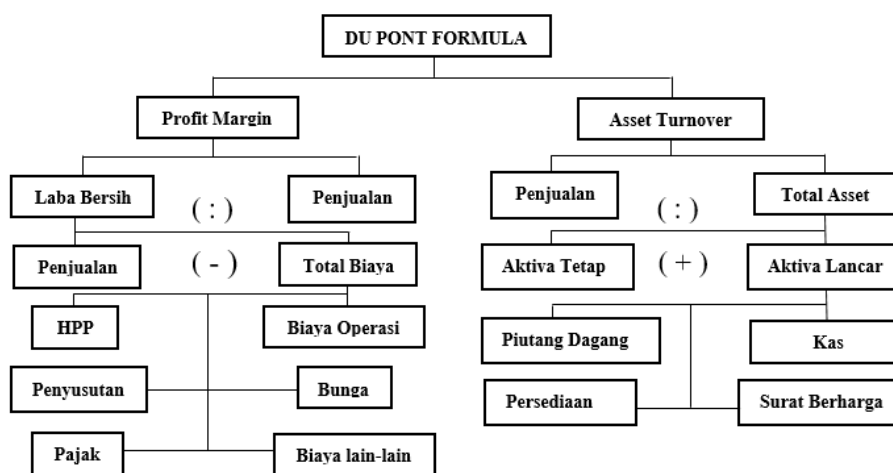 DU PONT FORMULA
Profit Margin
Asset Turnover
Laba Bersih
( : )
Penjualan
Penjualan
( : )
Total Asset
Penjualan
( - )
Total Biaya
Aktiva Tetap
( + )
Aktiva Lancar
HPP
Biaya Operasi
Piutang Dagang
Kas
Penyusutan
Bunga
Persediaan
Surat Berharga
Pajak
Biaya lain-lain